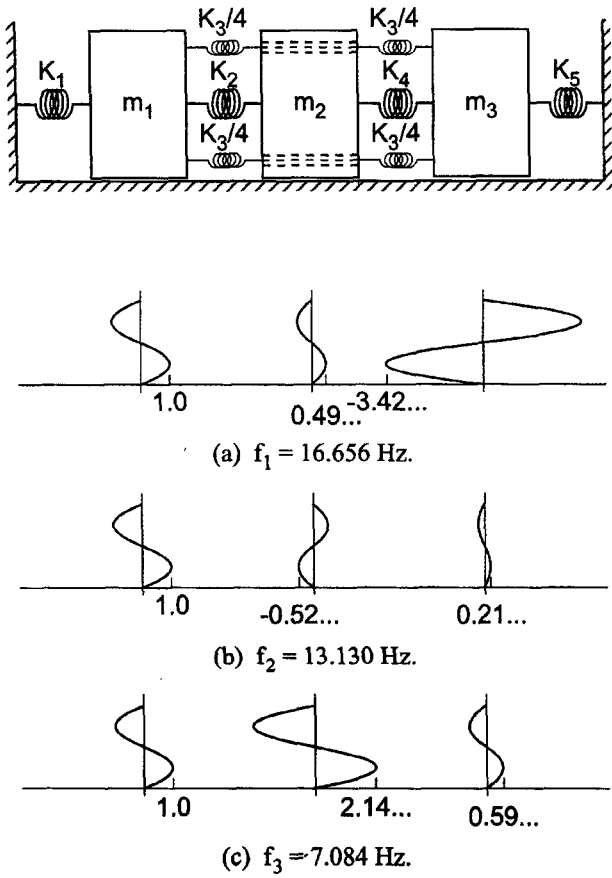 K3/4 K3/4
K1 K2 K4 K5
m1 m2 m3
K3/4 K3/4
1.0 0.49... -3.42...
(a) f1 = 16.656 Hz.
1.0 -0.52... 0.21...
(b) f2 = 13.130 Hz.
1.0 2.14... 0.59...
(c) f3 = 7.084 Hz.